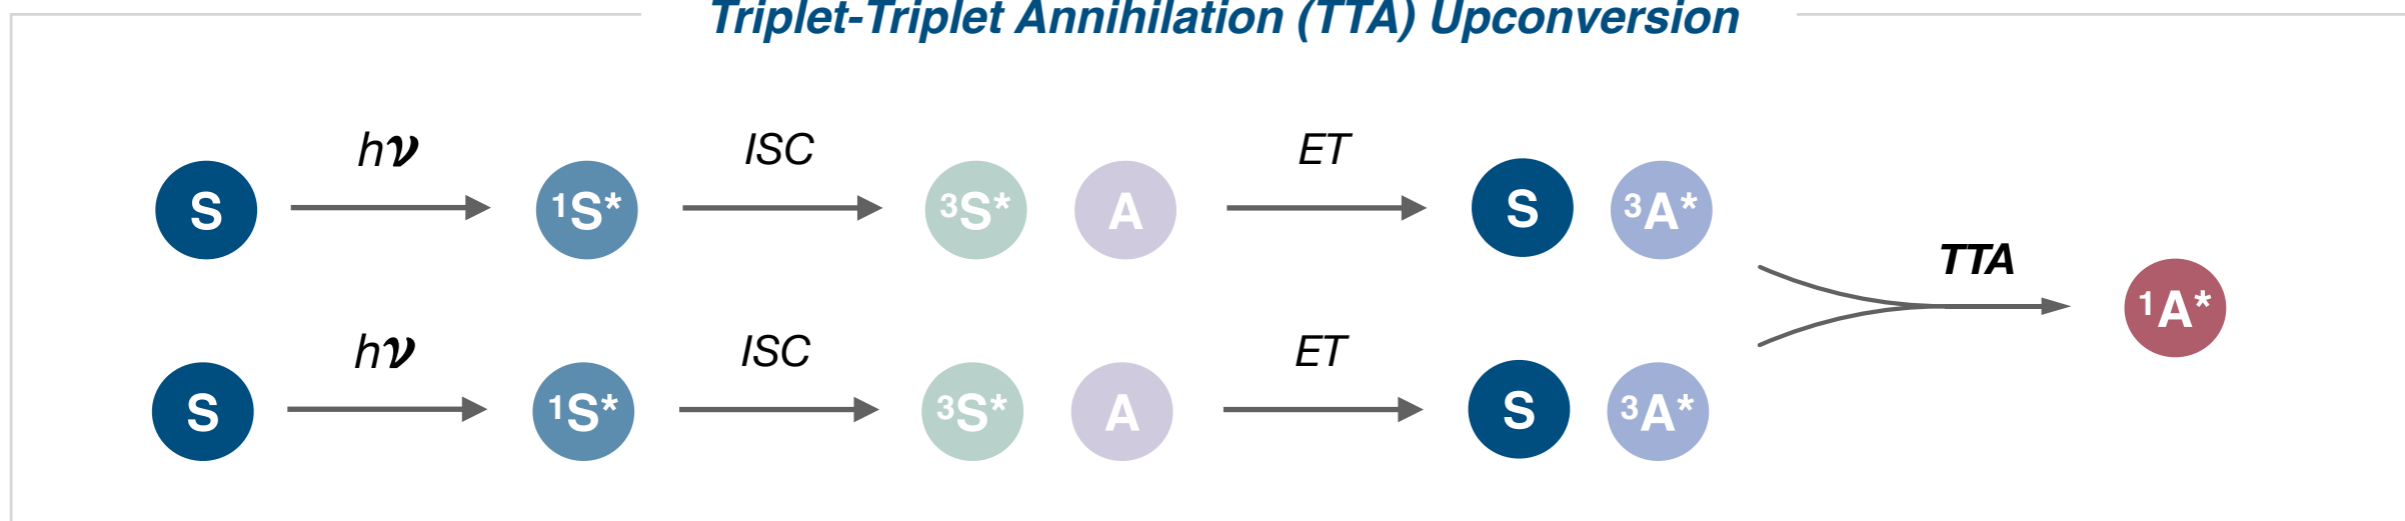 Triplet-Triplet Annihilation (TTA) Upconversion
hν ISC ET
S ¹S* ³S* A S ³A*
TTA
¹A*
hν ISC ET
S ¹S* ³S* A S ³A*